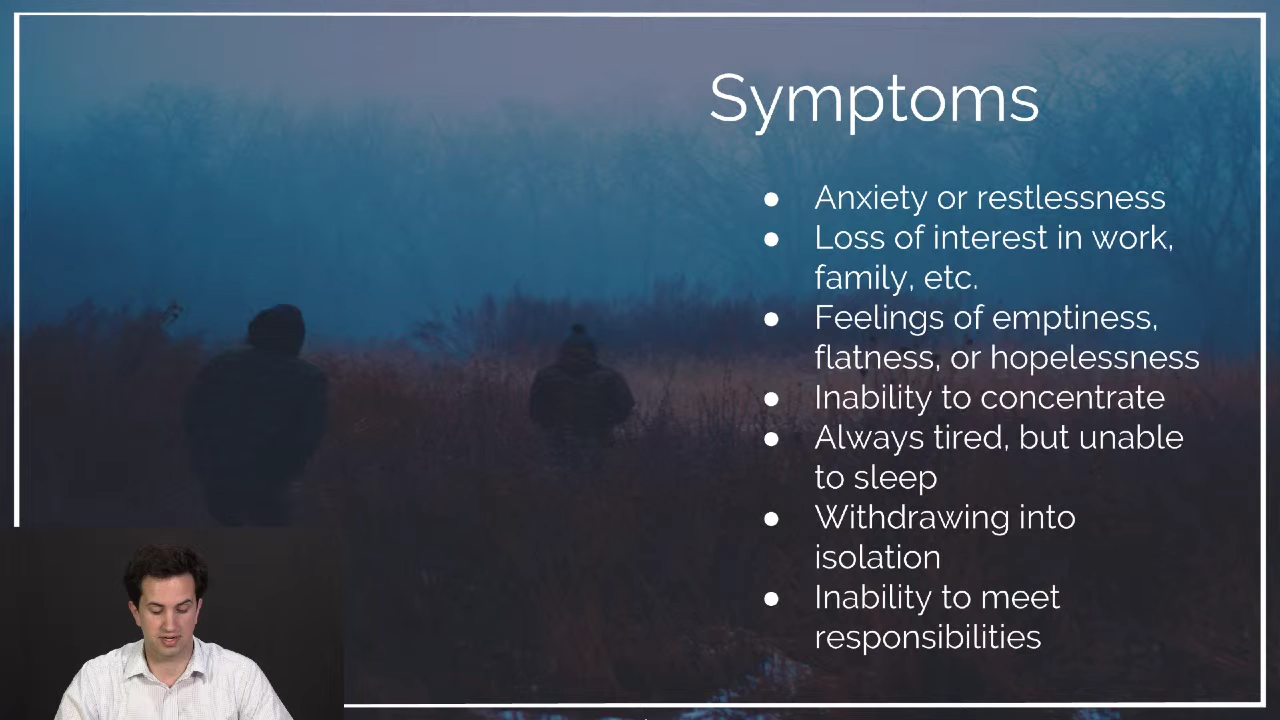 Symptoms
● Anxiety or restlessness
● Loss of interest in work,
family, etc.
● Feelings of emptiness,
flatness, or hopelessness
● Inability to concentrate
● Always tired, but unable
to sleep
● Withdrawing into
isolation
● Inability to meet
responsibilities